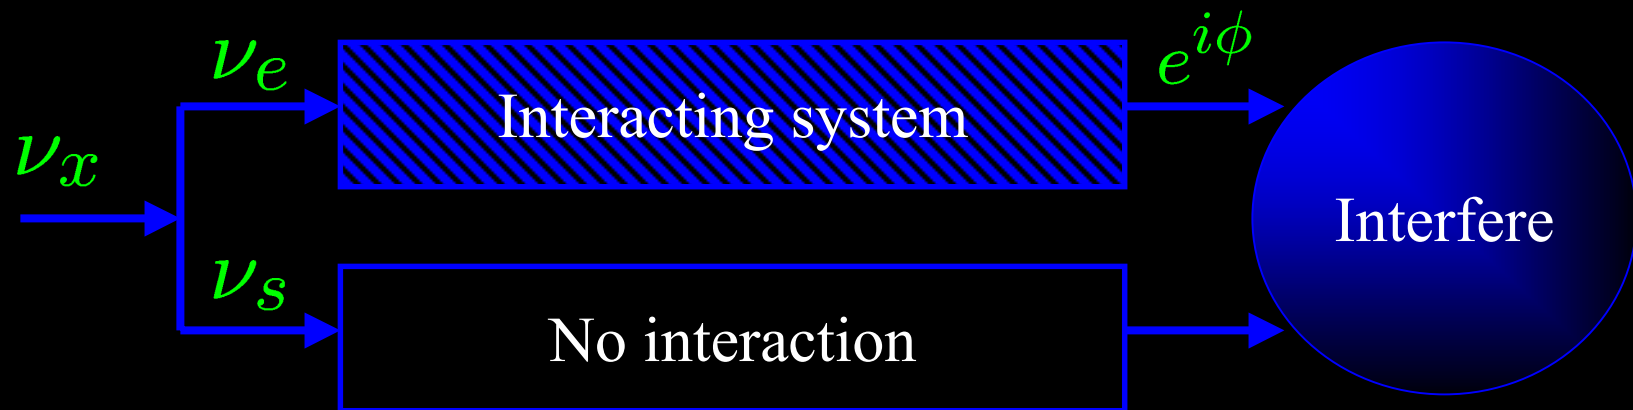 ν_e
Interacting system
e^{iϕ}
ν_x
Interfere
ν_s
No interaction